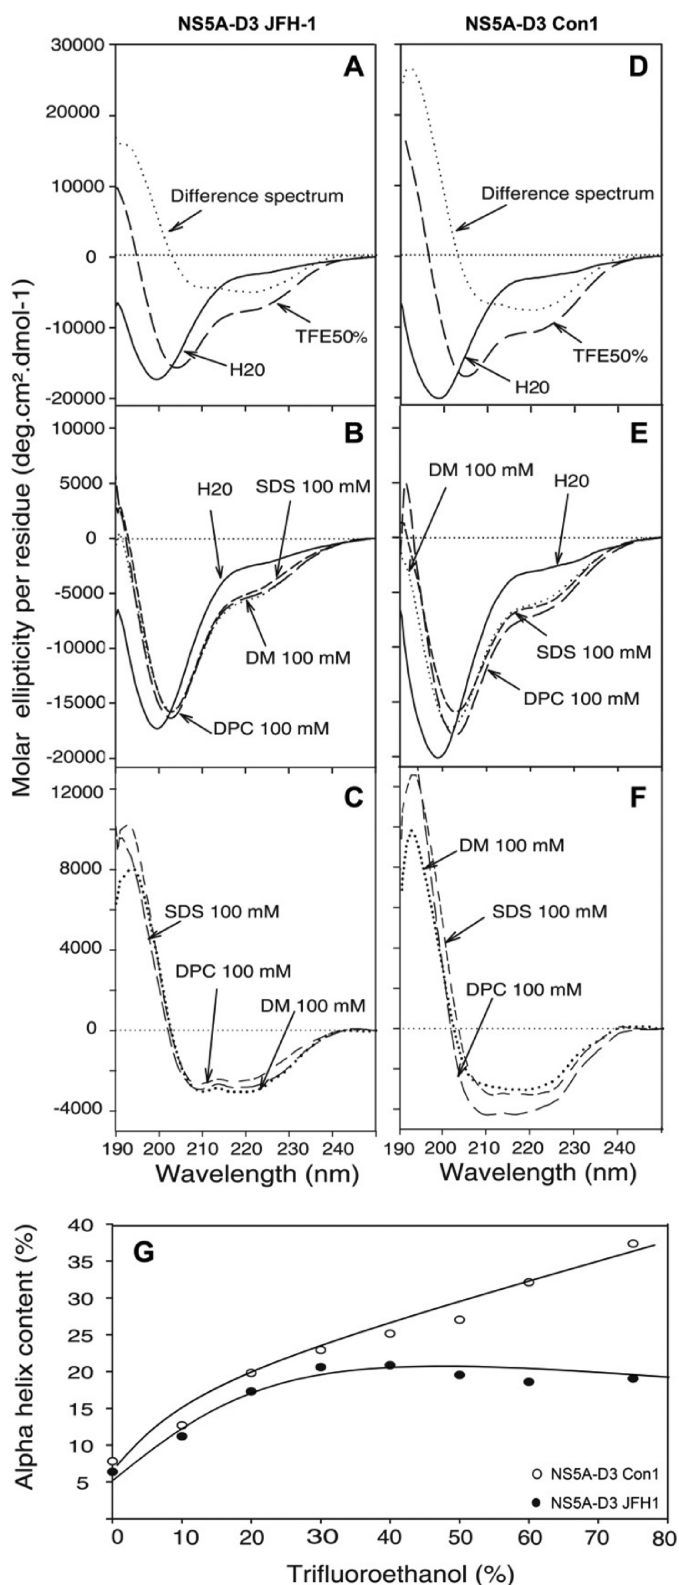 NS5A-D3 JFH-1
NS5A-D3 Con1
Molar ellipticity per residue (deg.cm².dmol-1)
30000
20000
10000
0
-10000
-20000
A
Difference spectrum
TFE50%
H20
D
Difference spectrum
TFE50%
H20
10000
5000
0
-5000
-10000
-15000
-20000
B
H20
SDS 100 mM
DM 100 mM
DPC 100 mM
E
DM 100 mM
H20
SDS 100 mM
DPC 100 mM
12000
8000
4000
0
-4000
C
SDS 100 mM
DPC 100 mM
DM 100 mM
F
DM 100 mM
SDS 100 mM
DPC 100 mM
190 200 210 220 230 240
Wavelength (nm)
190 200 210 220 230 240
Wavelength (nm)
Alpha helix content (%)
40
35
30
25
20
15
10
5
G
NS5A-D3 Con1
NS5A-D3 JFH1
0 10 20 30 40 50 60 70 80
Trifluoroethanol (%)